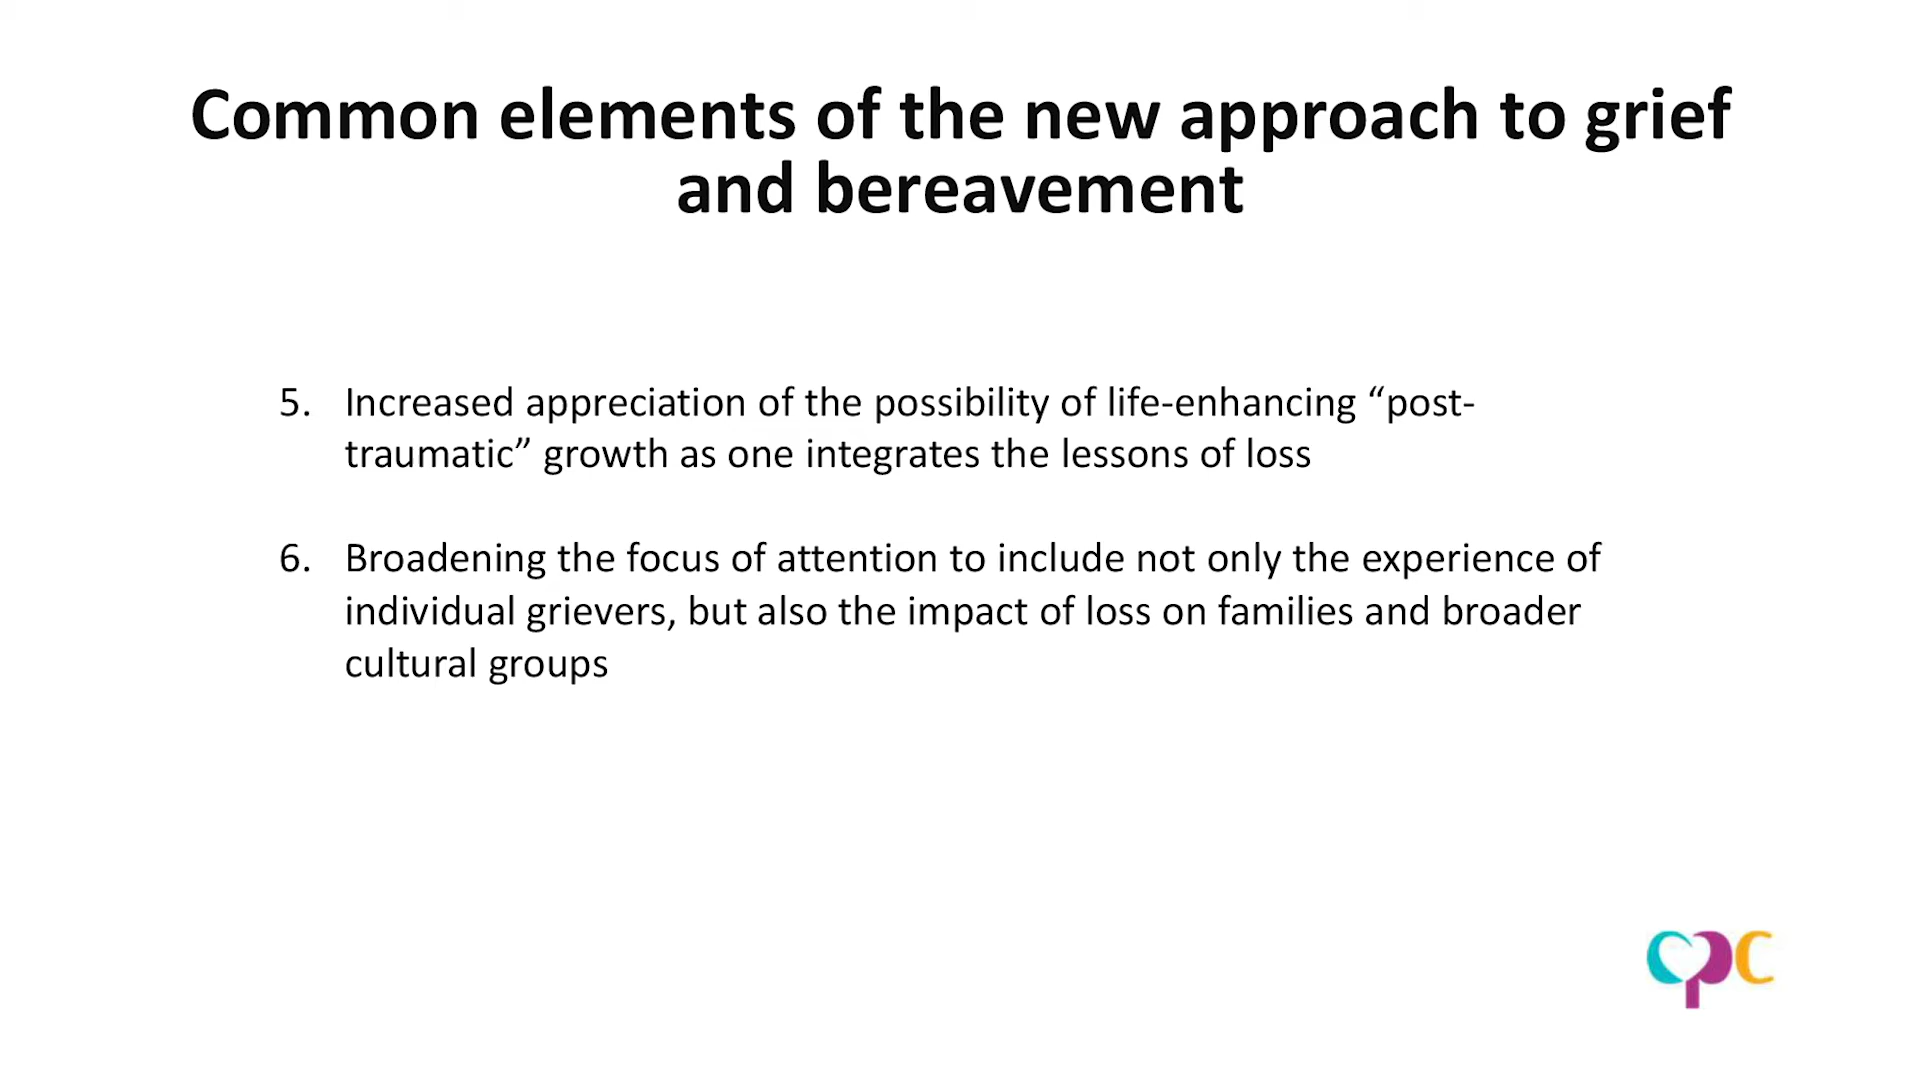 Common elements of the new approach to grief
and bereavement
5. Increased appreciation of the possibility of life-enhancing “post-
traumatic” growth as one integrates the lessons of loss
6. Broadening the focus of attention to include not only the experience of
individual grievers, but also the impact of loss on families and broader
cultural groups
cpc